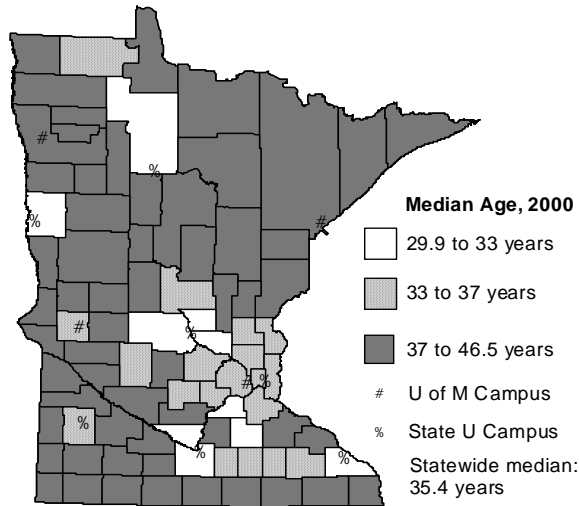 Median Age, 2000
29.9 to 33 years
33 to 37 years
37 to 46.5 years
# U of M Campus
% State U Campus
Statewide median:
35.4 years